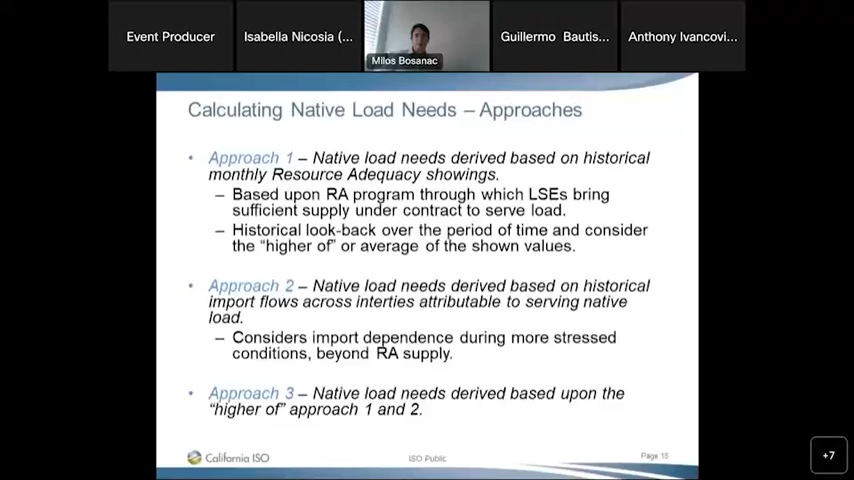 Event Producer
Isabella Nicosia (...
Milos Bosanac
Guillermo Bautis...
Anthony Ivancovi...
Calculating Native Load Needs – Approaches
• Approach 1 – Native load needs derived based on historical
monthly Resource Adequacy showings.
– Based upon RA program through which LSEs bring
sufficient supply under contract to serve load.
– Historical look-back over the period of time and consider
the “higher of” or average of the shown values.
• Approach 2 – Native load needs derived based on historical
import flows across interties attributable to serving native
load.
– Considers import dependence during more stressed
conditions, beyond RA supply.
• Approach 3 – Native load needs derived based upon the
“higher of” approach 1 and 2.
California ISO
ISO Public
Page 15
+7